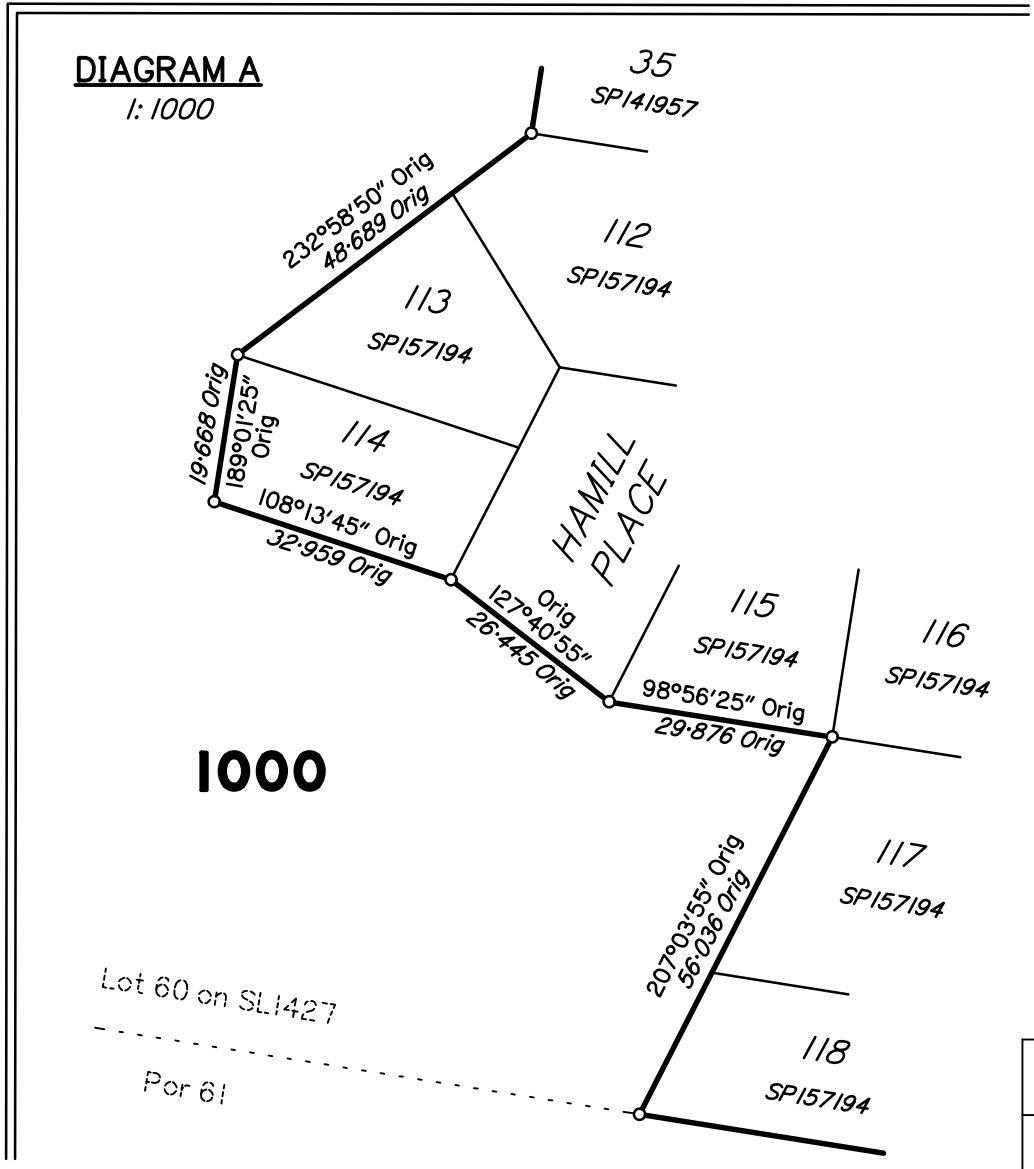 DIAGRAM A
1:1000
35
SP141957
232°58'50" Orig
48·689 Orig
112
SP157194
113
SP157194
19·668 Orig
189°01'25"
Orig
114
SP157194
108°13'45" Orig
32·959 Orig
HAMILL
PLACE
Orig
127°40'55"
26·445 Orig
115
SP157194
116
SP157194
98°56'25" Orig
29·876 Orig
1000
117
SP157194
207°03'55" Orig
56·036 Orig
Lot 60 on SL1427
Por 61
118
SP157194